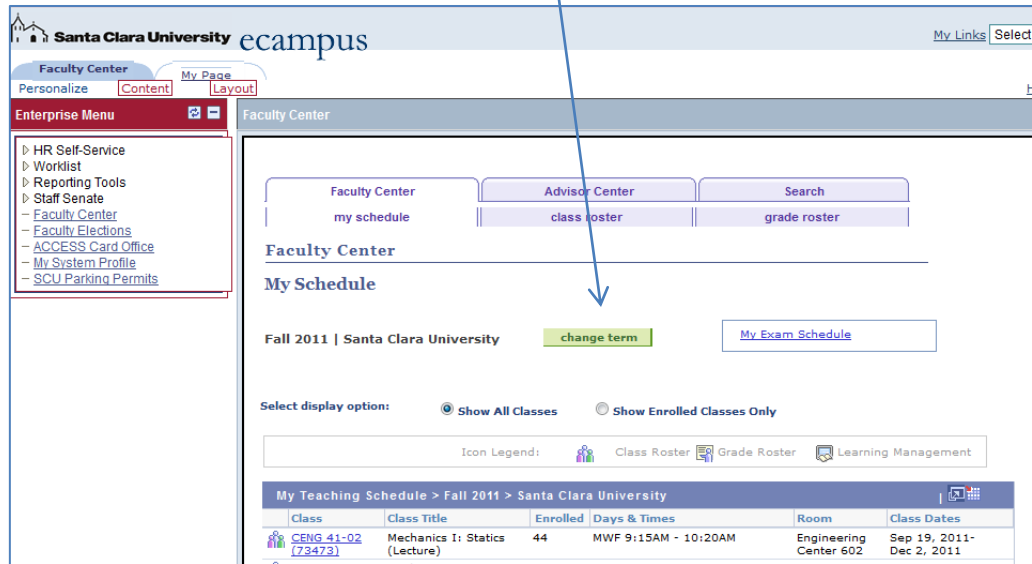 Santa Clara University ecampus
My Links Select
Faculty Center My Page
Personalize Content Layout
Enterprise Menu
Faculty Center
HR Self-Service
Worklist
Reporting Tools
Staff Senate
Faculty Center
Faculty Elections
ACCESS Card Office
My System Profile
SCU Parking Permits
Faculty Center Advisor Center Search
my schedule class roster grade roster
Faculty Center
My Schedule
Fall 2011 | Santa Clara University change term My Exam Schedule
Select display option: Show All Classes Show Enrolled Classes Only
Icon Legend: Class Roster Grade Roster Learning Management
My Teaching Schedule > Fall 2011 > Santa Clara University
Class Class Title Enrolled Days & Times Room Class Dates
CENG 41-02 Mechanics I: Statics 44 MWF 9:15AM - 10:20AM Engineering Sep 19, 2011-
(73473) (Lecture) Center 602 Dec 2, 2011